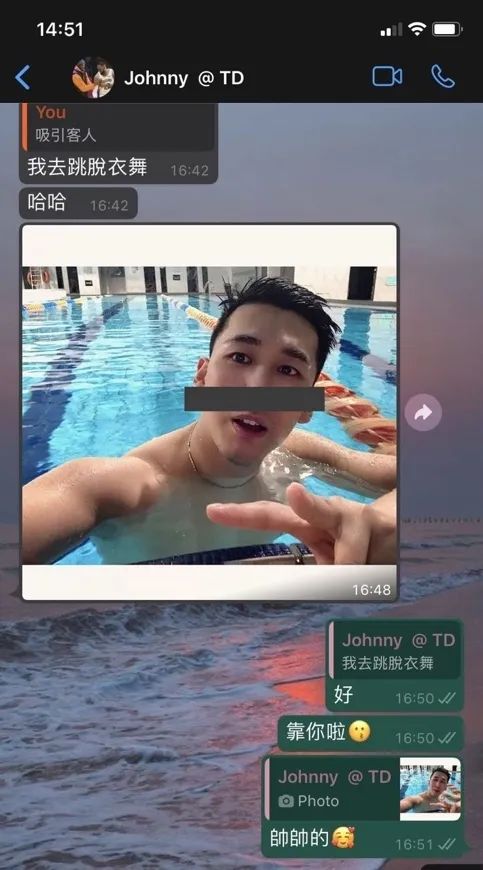 14:51
Johnny @ TD
You
吸引客人
我去跳脫衣舞 16:42
哈哈 16:42
16:48
Johnny @ TD
我去跳脫衣舞
好 16:50
靠你啦😗 16:50
Johnny @ TD
Photo
帥帥的🥰 16:51